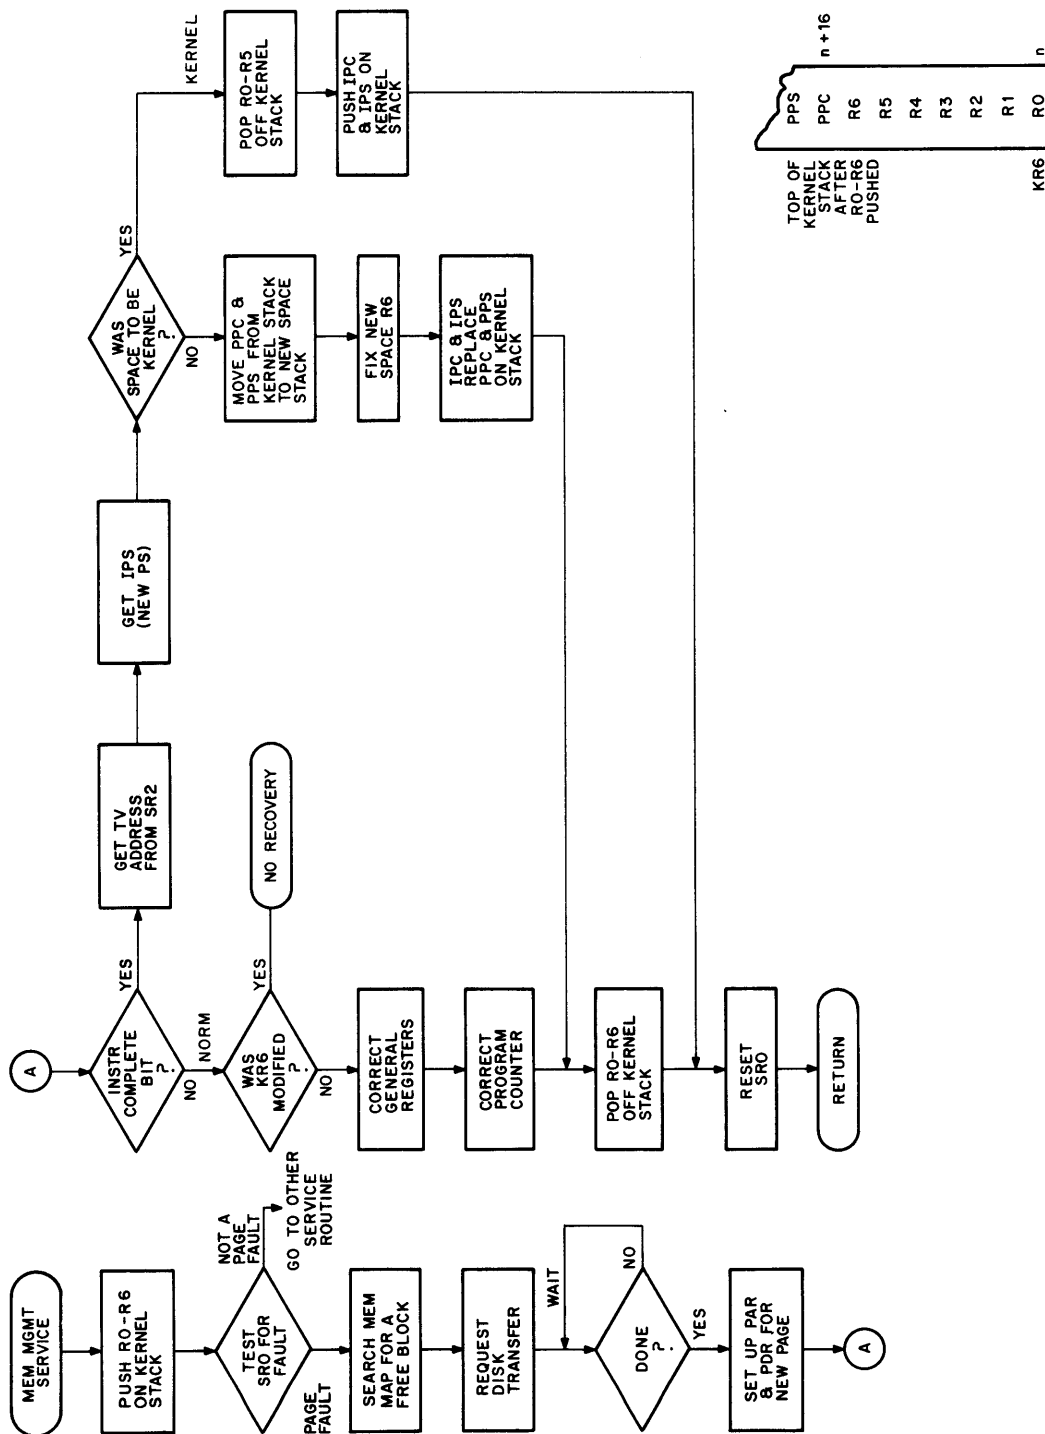 MEM MGMT
SERVICE
PUSH RO-R6
ON KERNEL
STACK
TEST
SRO FOR
FAULT
NOT A
PAGE
FAULT
GO TO OTHER
SERVICE
ROUTINE
PAGE
FAULT
SEARCH MEM
MAP FOR A
FREE BLOCK
REQUEST
DISK
TRANSFER
WAIT
DONE
?
NO
YES
SET UP PAR
& PDR FOR
NEW PAGE
A
A
INSTR
COMPLETE
BIT
?
YES
NO
NORM
WAS
KR6
MODIFIED
?
YES
NO RECOVERY
NO
CORRECT
GENERAL
REGISTERS
CORRECT
PROGRAM
COUNTER
POP RO-R6
OFF KERNEL
STACK
RESET
SRO
RETURN
GET TV
ADDRESS
FROM SR2
GET IPS
(NEW PS)
WAS
SPACE TO BE
KERNEL
?
YES
KERNEL
NO
MOVE PPC &
PPS FROM
KERNEL STACK
TO NEW SPACE
STACK
FIX NEW
SPACE R6
IPC & IPS
REPLACE
PPC & PPS
ON KERNEL
STACK
POP RO-R5
OFF KERNEL
STACK
PUSH IPC
& IPS ON
KERNEL
STACK
TOP OF
KERNEL
STACK
AFTER
RO-R6
PUSHED
PPS
PPC n+16
R6
R5
R4
R3
R2
R1
KR6 RO n